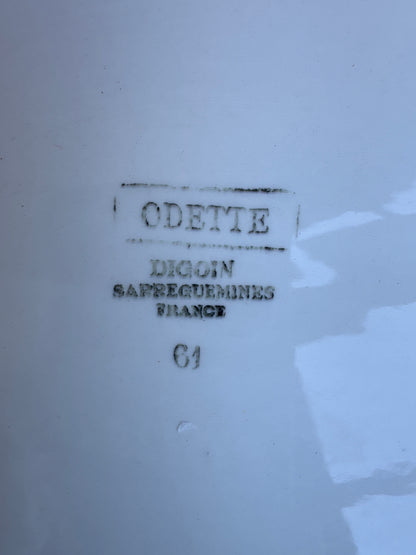 ODETTE
DIGOIN
SARREGUEMINES
FRANCE
61